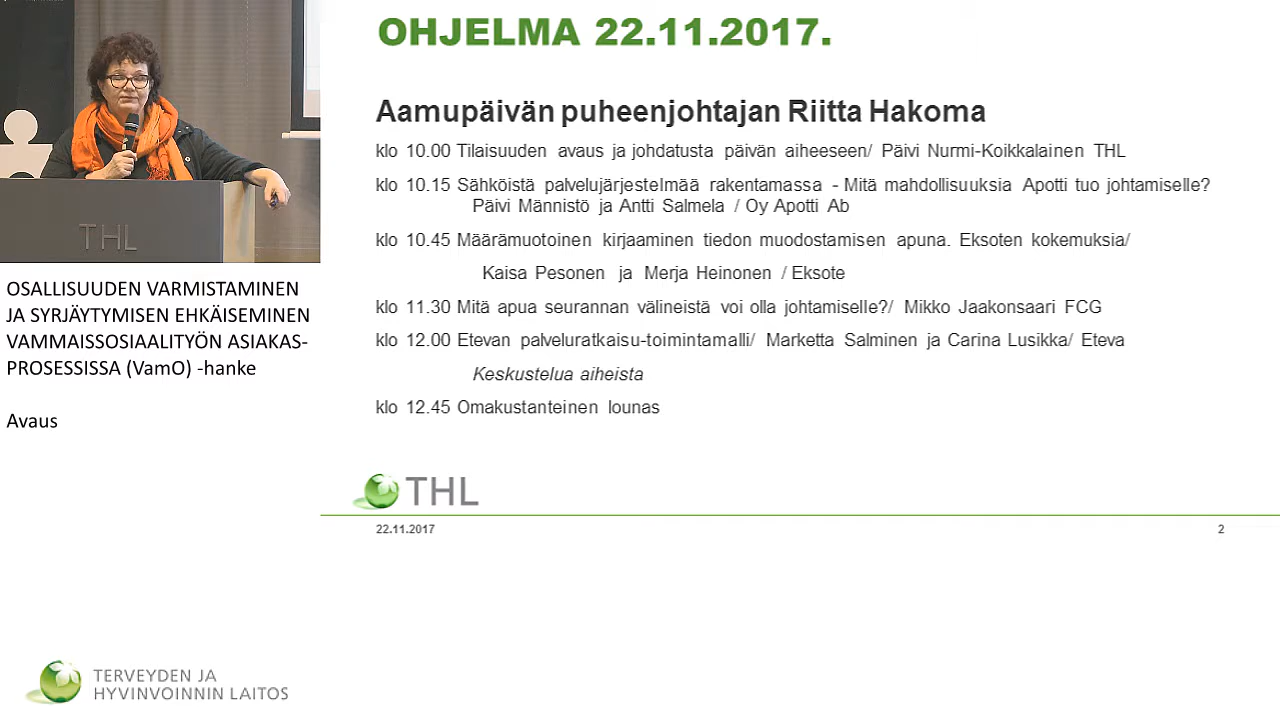 OHJELMA 22.11.2017.
Aamupäivän puheenjohtajan Riitta Hakoma
klo 10.00 Tilaisuuden avaus ja johdatusta päivän aiheeseen/ Päivi Nurmi-Koikkalainen THL
klo 10.15 Sähköistä palvelujärjestelmää rakentamassa - Mitä mahdollisuuksia Apotti tuo johtamiselle?
Päivi Männistö ja Antti Salmela / Oy Apotti Ab
klo 10.45 Määrämuotoinen kirjaaminen tiedon muodostamisen apuna. Eksoten kokemuksia/
Kaisa Pesonen ja Merja Heinonen / Eksote
klo 11.30 Mitä apua seurannan välineistä voi olla johtamiselle?/ Mikko Jaakonsaari FCG
klo 12.00 Etevan palveluratkaisu-toimintamalli/ Marketta Salminen ja Carina Lusikka/ Eteva
Keskustelua aiheista
klo 12.45 Omakustanteinen lounas
THL
22.11.2017
2
THL
OSALLISUUDEN VARMISTAMINEN
JA SYRJÄYTYMISEN EHKÄISEMINEN
VAMMAISSOSIAALITYÖN ASIAKAS-
PROSESSISSA (VamO) -hanke
Avaus
TERVEYDEN JA
HYVINVOINNIN LAITOS